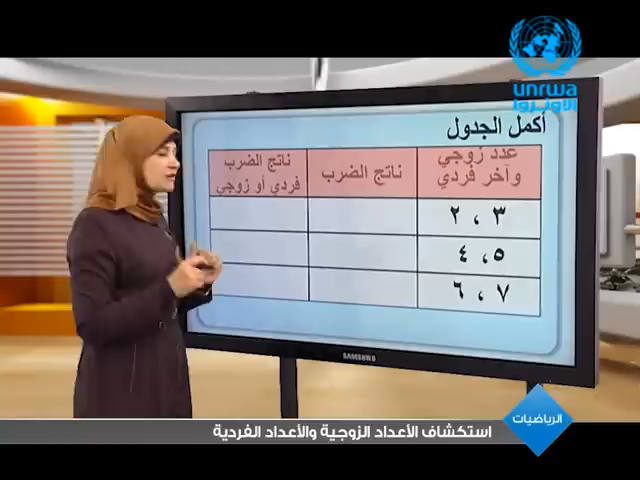 unrwa
الأونروا
أكمل الجدول
عدد زوجي وآخر فردي
ناتج الضرب
ناتج الضرب فردي أو زوجي
٣ ، ٢
٥ ، ٤
٧ ، ٦
SAMSUNG
الرياضيات
استكشاف الأعداد الزوجية والأعداد الفردية